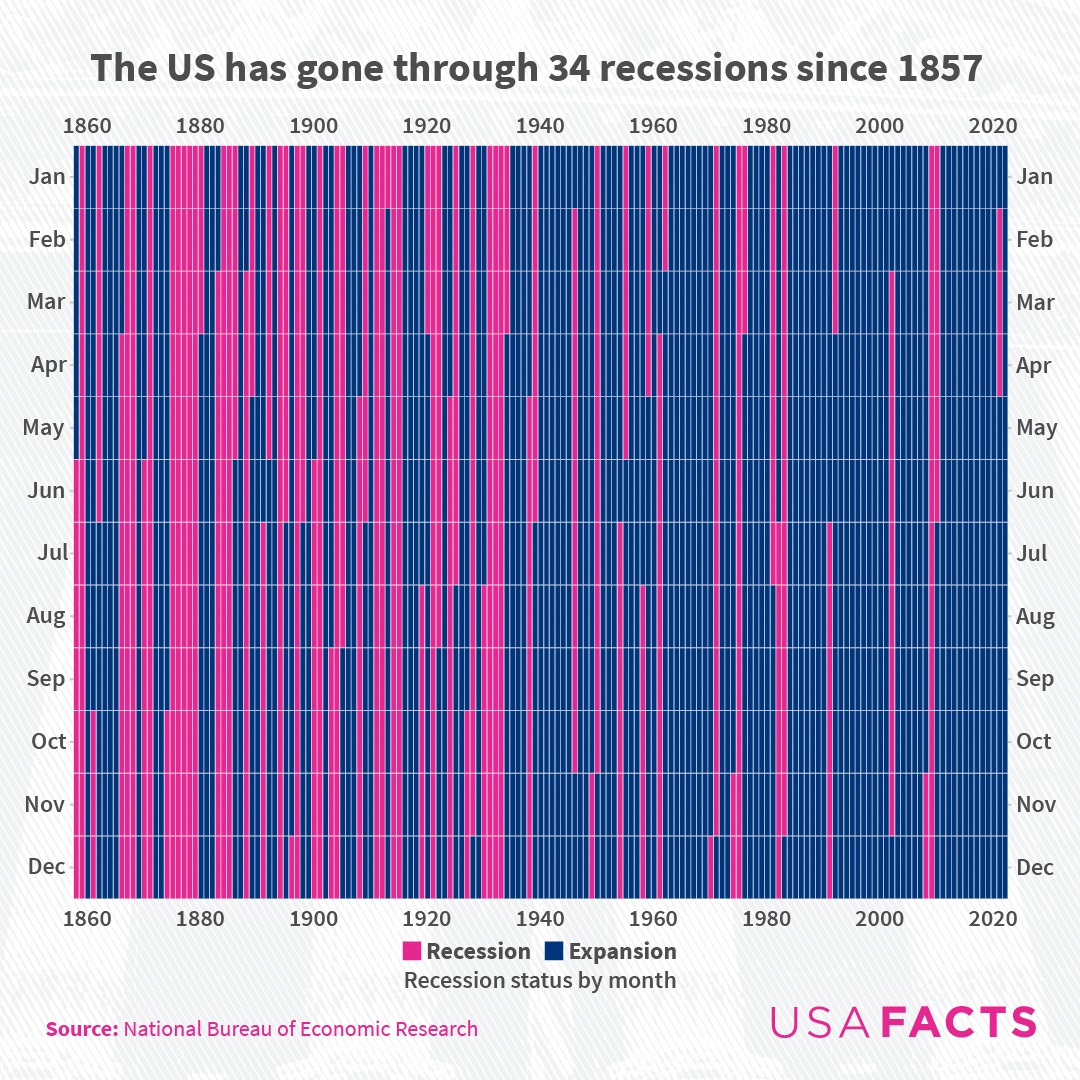 The US has gone through 34 recessions since 1857
1860 1880 1900 1920 1940 1960 1980 2000 2020
Jan Jan
Feb Feb
Mar Mar
Apr Apr
May May
Jun Jun
Jul Jul
Aug Aug
Sep Sep
Oct Oct
Nov Nov
Dec Dec
1860 1880 1900 1920 1940 1960 1980 2000 2020
Recession Expansion
Recession status by month
Source: National Bureau of Economic Research
USAFACTS